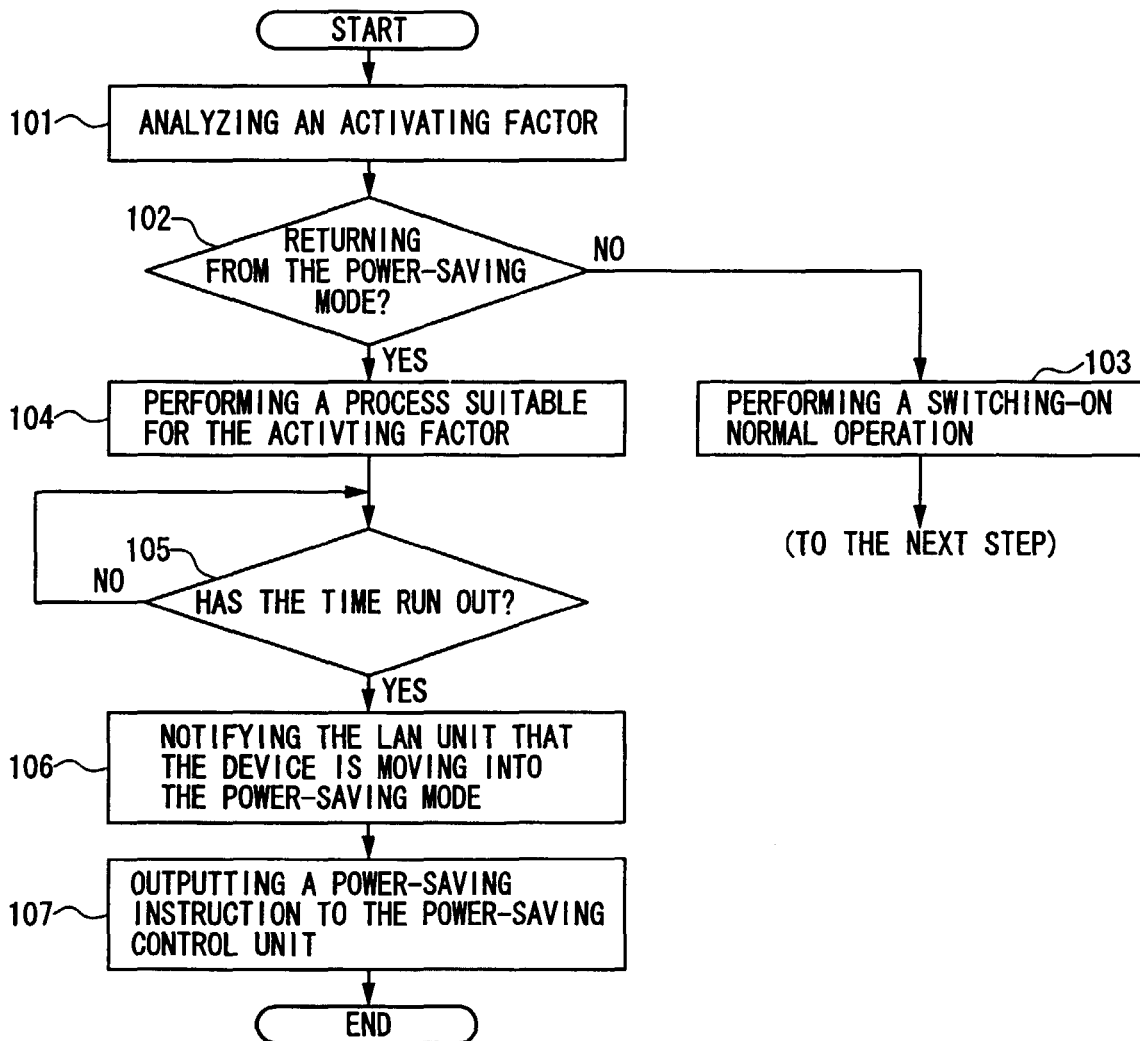 START
101
ANALYZING AN ACTIVATING FACTOR
102
RETURNING
FROM THE POWER-SAVING
MODE?
NO
YES
103
104
PERFORMING A PROCESS SUITABLE
FOR THE ACTIVTING FACTOR
PERFORMING A SWITCHING-ON
NORMAL OPERATION
(TO THE NEXT STEP)
105
NO
HAS THE TIME RUN OUT?
YES
106
NOTIFYING THE LAN UNIT THAT
THE DEVICE IS MOVING INTO
THE POWER-SAVING MODE
107
OUTPUTTING A POWER-SAVING
INSTRUCTION TO THE POWER-SAVING
CONTROL UNIT
END